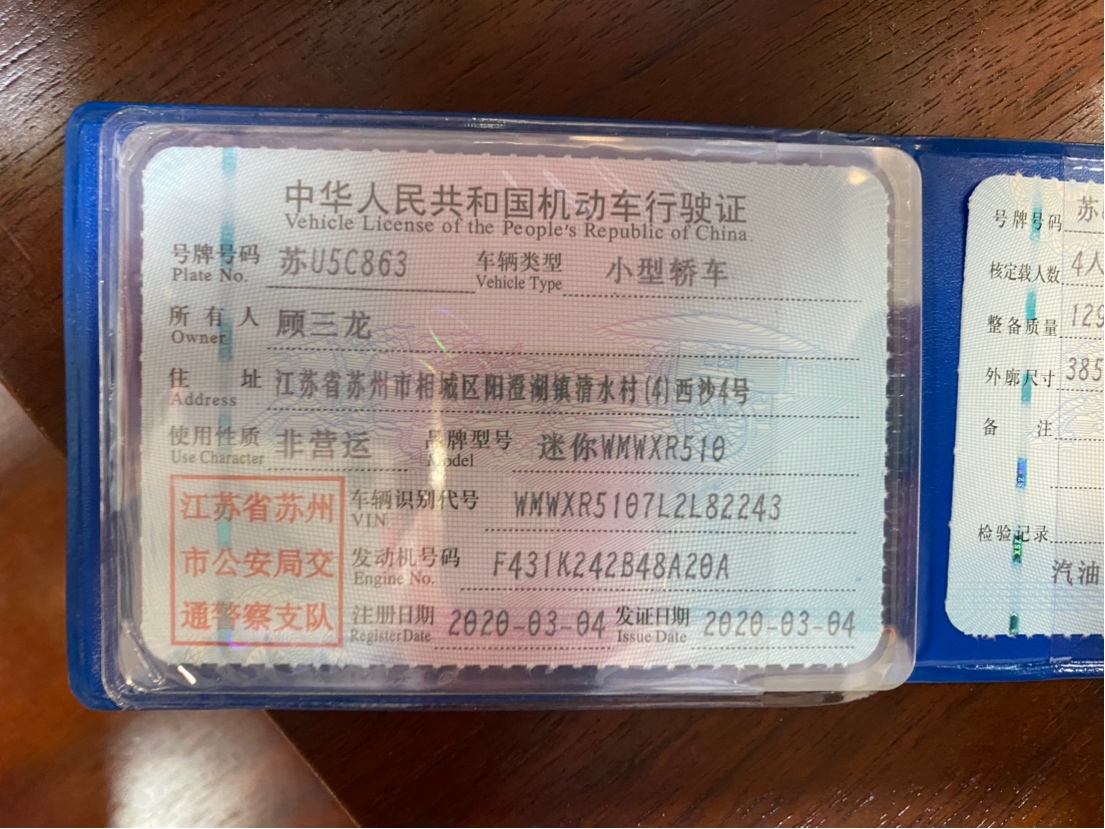 中华人民共和国机动车行驶证
Vehicle License of the People's Republic of China
号牌号码 苏U5C863 车辆类型 小型轿车
Plate No. Vehicle Type
所有人 顾三龙
Owner
住址 江苏省苏州市相城区阳澄湖镇清水村(4)西沙4号
Address
使用性质 非营运 品牌型号 迷你WMWXR510
Use Character Model
江苏省苏州
市公安局交
通警察支队
车辆识别代号 WMWXR5107L2L82243
VIN
发动机号码 F431K242B48A20A
Engine No.
注册日期 2020-03-04 发证日期 2020-03-04
Register Date Issue Date
号牌号码 苏
核定载人数 4人
整备质量 129
外廓尺寸 385
备注
检验记录
汽油